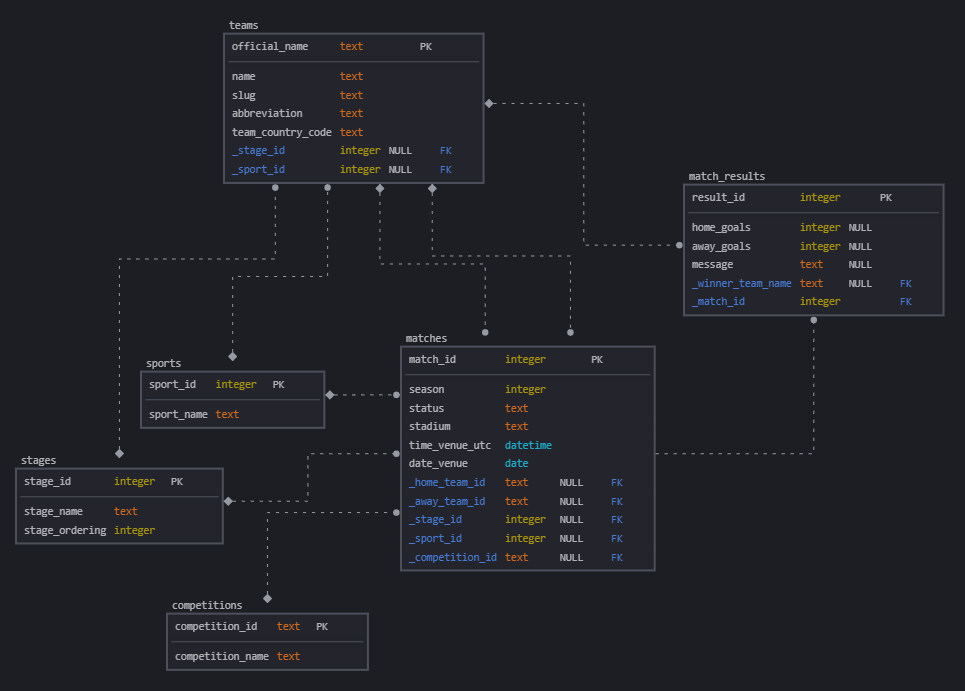 teams
official_name text PK
name text
slug text
abbreviation text
team_country_code text
_stage_id integer NULL FK
_sport_id integer NULL FK
match_results
result_id integer PK
home_goals integer NULL
away_goals integer NULL
message text NULL
_winner_team_name text NULL FK
_match_id integer FK
matches
match_id integer PK
season integer
status text
stadium text
time_venue_utc datetime
date_venue date
_home_team_id text NULL FK
_away_team_id text NULL FK
_stage_id integer NULL FK
_sport_id integer NULL FK
_competition_id text NULL FK
sports
sport_id integer PK
sport_name text
stages
stage_id integer PK
stage_name text
stage_ordering integer
competitions
competition_id text PK
competition_name text